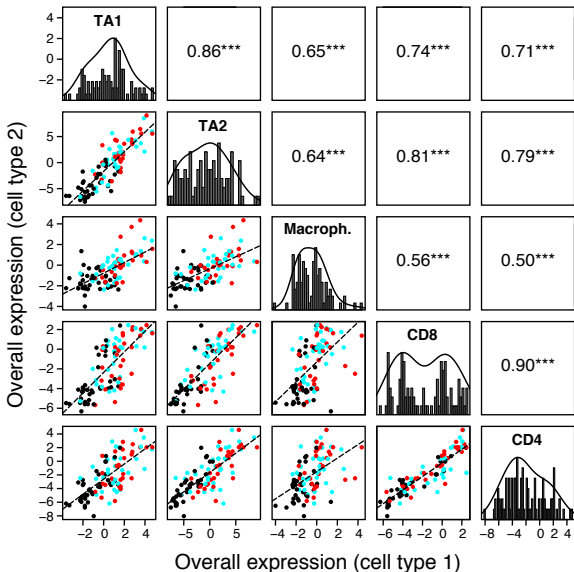 TA1
4
2
0
−2
0.86***
0.65***
0.74***
0.71***
TA2
5
0
−5
0.64***
0.81***
0.79***
Macroph.
4
2
0
−2
−4
0.56***
0.50***
CD8
2
0
−2
−4
−6
0.90***
CD4
4
2
0
−2
−4
−6
−8
−2 0 2 4
−5 0 5
−4 −2 0 2 4
−6 −4 −2 0 2
−8 −4 0 2 4
Overall expression (cell type 1)
Overall expression (cell type 2)